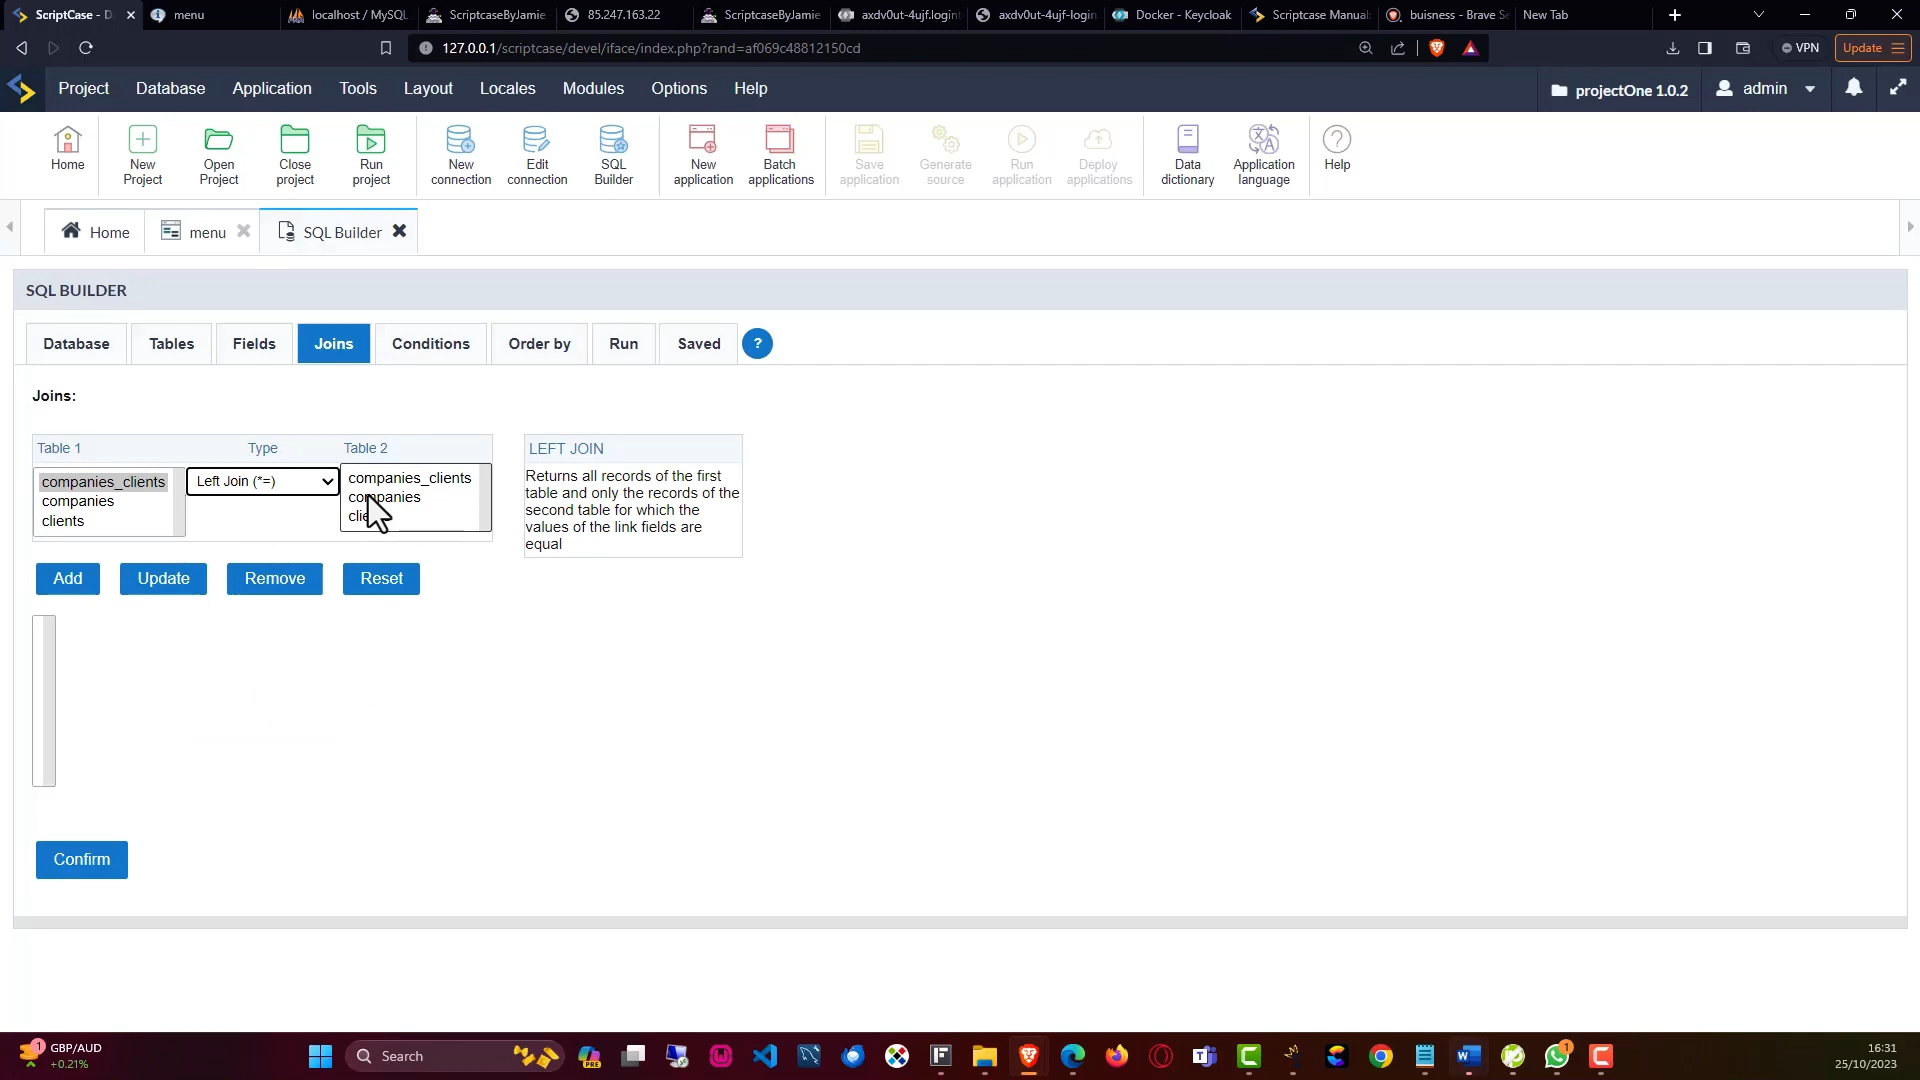 ScriptCase - D
menu
localhost / MySQL
ScriptcaseByJamie
85.247.163.22
ScriptcaseByJamie
axdv0ut-4ujf.logint
axdv0ut-4ujf-login.
Docker - Keycloak
Scriptcase Manual
buisness - Brave Se
New Tab
127.0.0.1/scriptcase/devel/iface/index.php?rand=af069c48812150cd
VPN
Update
Project
Database
Application
Tools
Layout
Locales
Modules
Options
Help
projectOne 1.0.2
admin
Home
New
Project
Open
Project
Close
project
Run
project
New
connection
Edit
connection
SQL
Builder
New
application
Batch
applications
Save
application
Generate
source
Run
application
Deploy
applications
Data
dictionary
Application
language
Help
Home
menu
SQL Builder
SQL BUILDER
Database
Tables
Fields
Joins
Conditions
Order by
Run
Saved
?
Joins:
Table 1
Type
Table 2
companies_clients
companies
clients
Left Join (*=)
companies_clients
companies
LEFT JOIN
Returns all records of the first
table and only the records of the
second table for which the
values of the link fields are
equal
Add
Update
Remove
Reset
Confirm
1
GBP/AUD
+0.21%
Search
PRE
1
16:31
25/10/2023